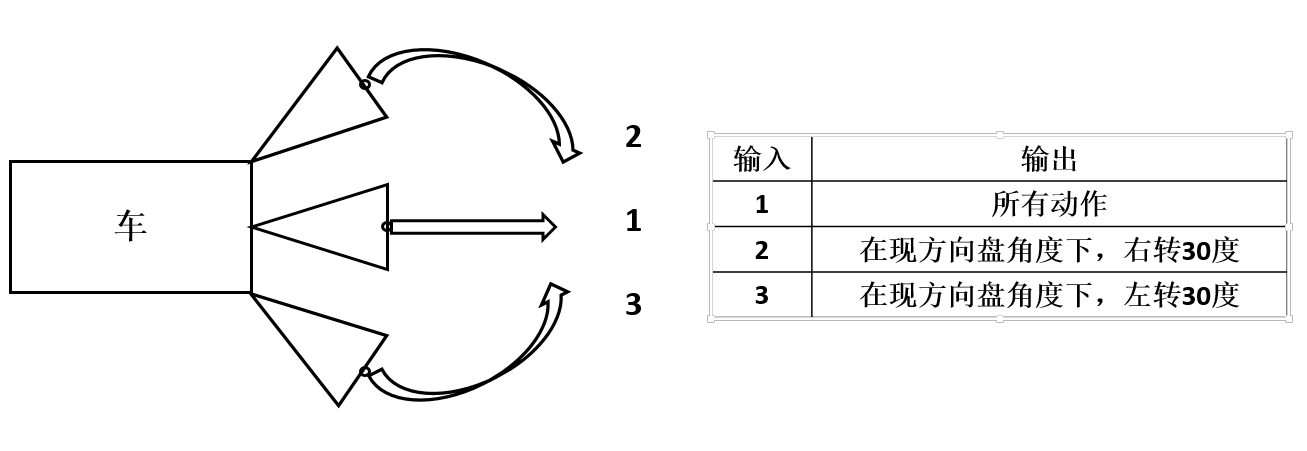 车
2
1
3
输入 输出
1 所有动作
2 在现方向盘角度下，右转30度
3 在现方向盘角度下，左转30度